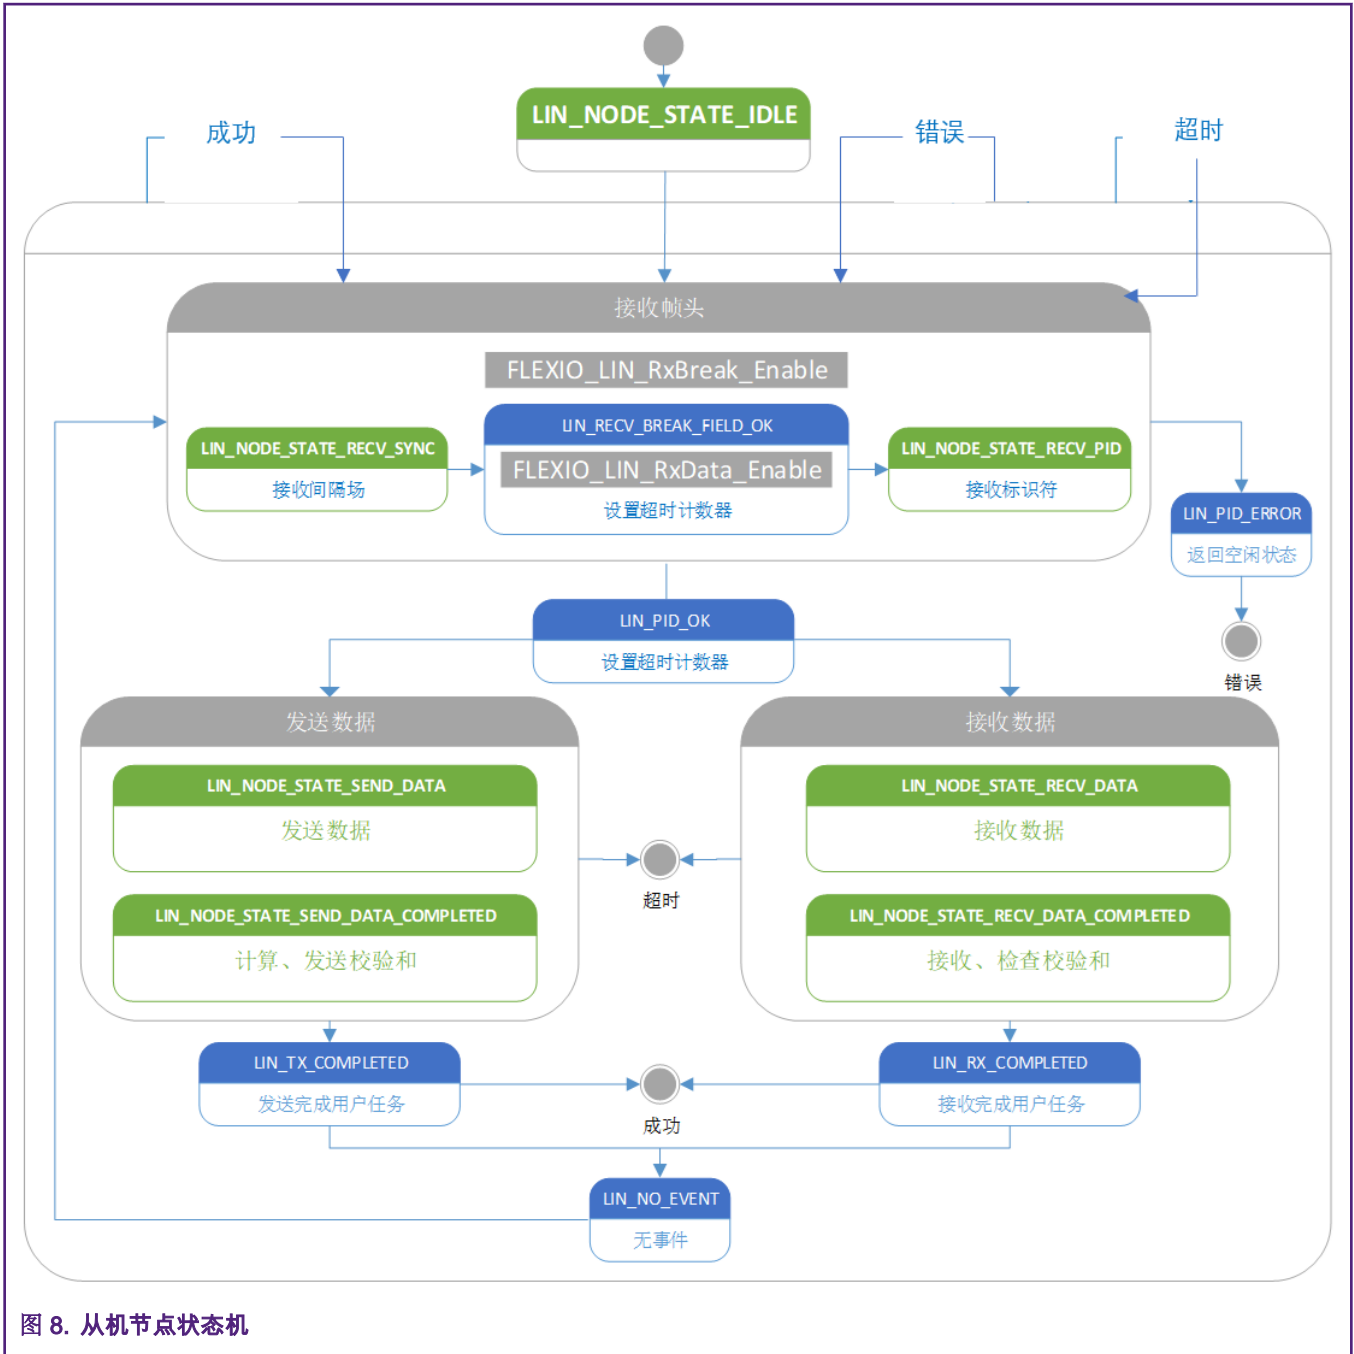 LIN_NODE_STATE_IDLE
成功
错误
超时
接收帧头
FLEXIO_LIN_RxBreak_Enable
LIN_RECV_BREAK_FIELD_OK
LIN_NODE_STATE_RECV_SYNC
LIN_NODE_STATE_RECV_PID
FLEXIO_LIN_RxData_Enable
接收间隔场
接收标识符
设置超时计数器
LIN_PID_ERROR
返回空闲状态
LIN_PID_OK
设置超时计数器
错误
发送数据
接收数据
LIN_NODE_STATE_SEND_DATA
LIN_NODE_STATE_RECV_DATA
发送数据
接收数据
超时
LIN_NODE_STATE_SEND_DATA_COMPLETED
LIN_NODE_STATE_RECV_DATA_COMPLETED
计算、发送校验和
接收、检查校验和
LIN_TX_COMPLETED
LIN_RX_COMPLETED
发送完成用户任务
接收完成用户任务
成功
LIN_NO_EVENT
无事件
图 8. 从机节点状态机